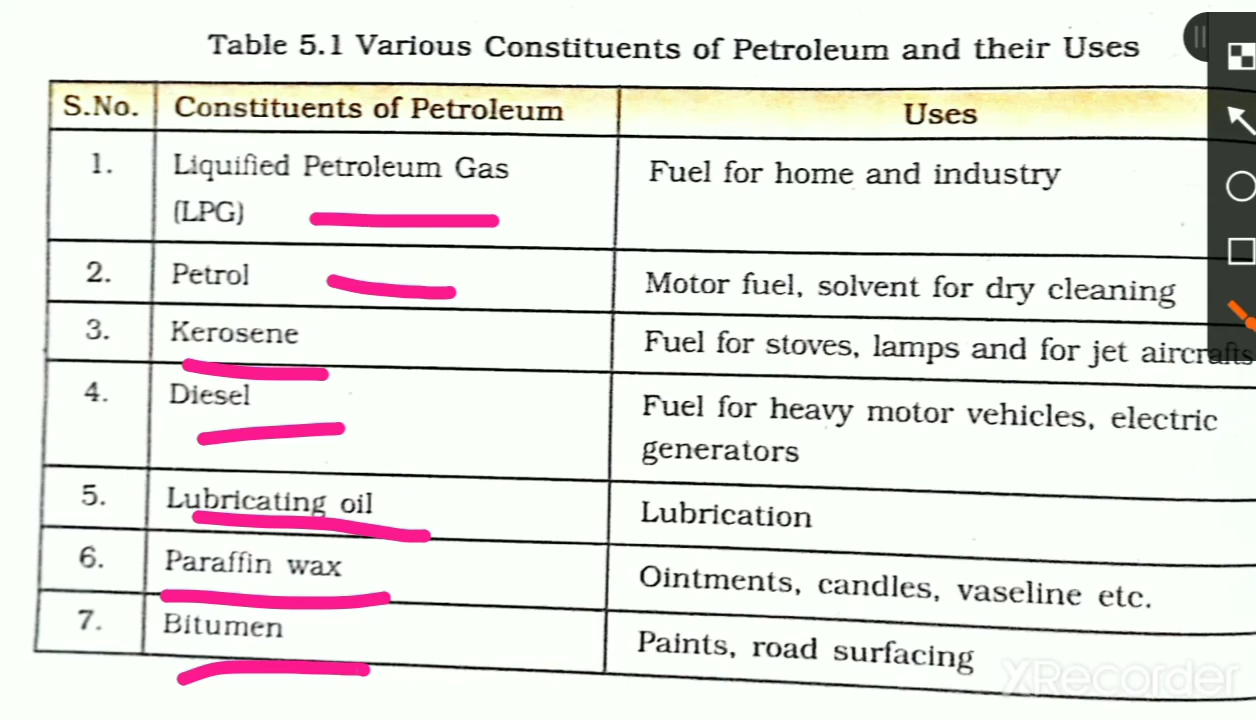 Table 5.1 Various Constituents of Petroleum and their Uses
S.No. Constituents of Petroleum Uses
1. Liquified Petroleum Gas Fuel for home and industry
(LPG)
2. Petrol Motor fuel, solvent for dry cleaning
3. Kerosene Fuel for stoves, lamps and for jet aircrafts
4. Diesel Fuel for heavy motor vehicles, electric
generators
5. Lubricating oil Lubrication
6. Paraffin wax Ointments, candles, vaseline etc.
7. Bitumen Paints, road surfacing
XRecorder